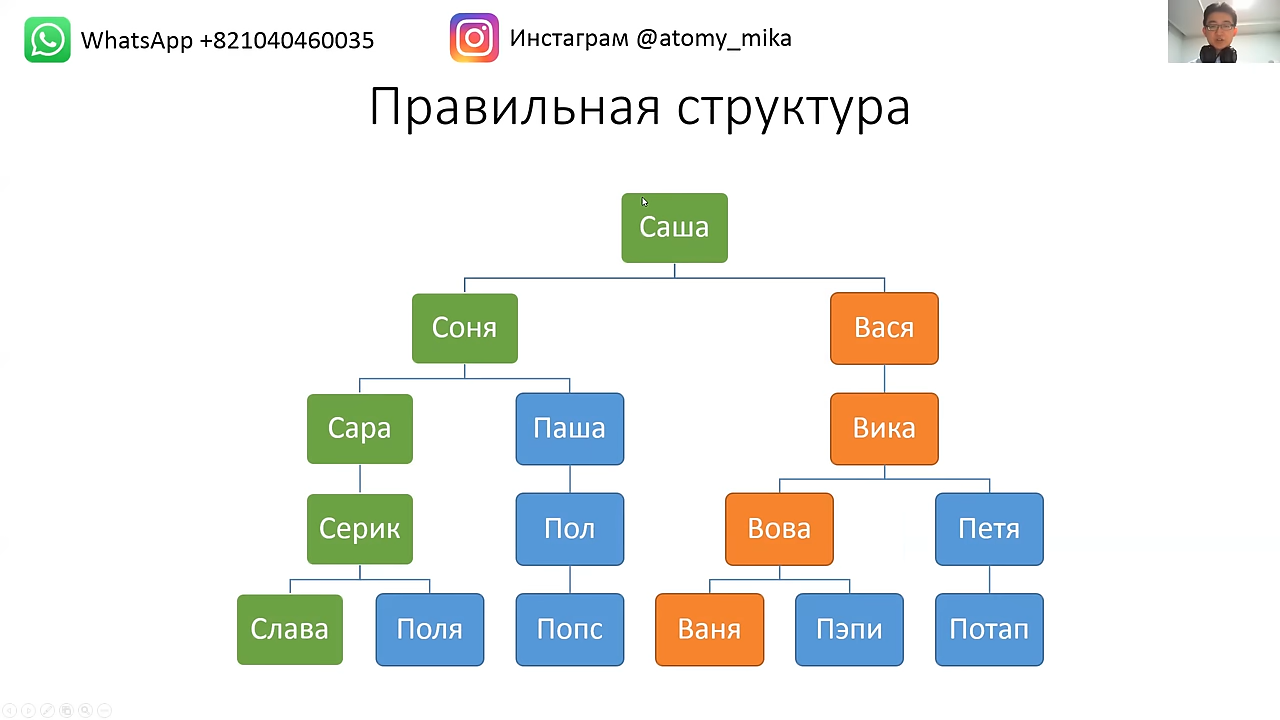 WhatsApp +821040460035
Инстаграм @atomy_mika
Правильная структура
Саша
Соня
Вася
Сара
Паша
Вика
Серик
Пол
Вова
Петя
Слава
Поля
Попс
Ваня
Пэпи
Потап